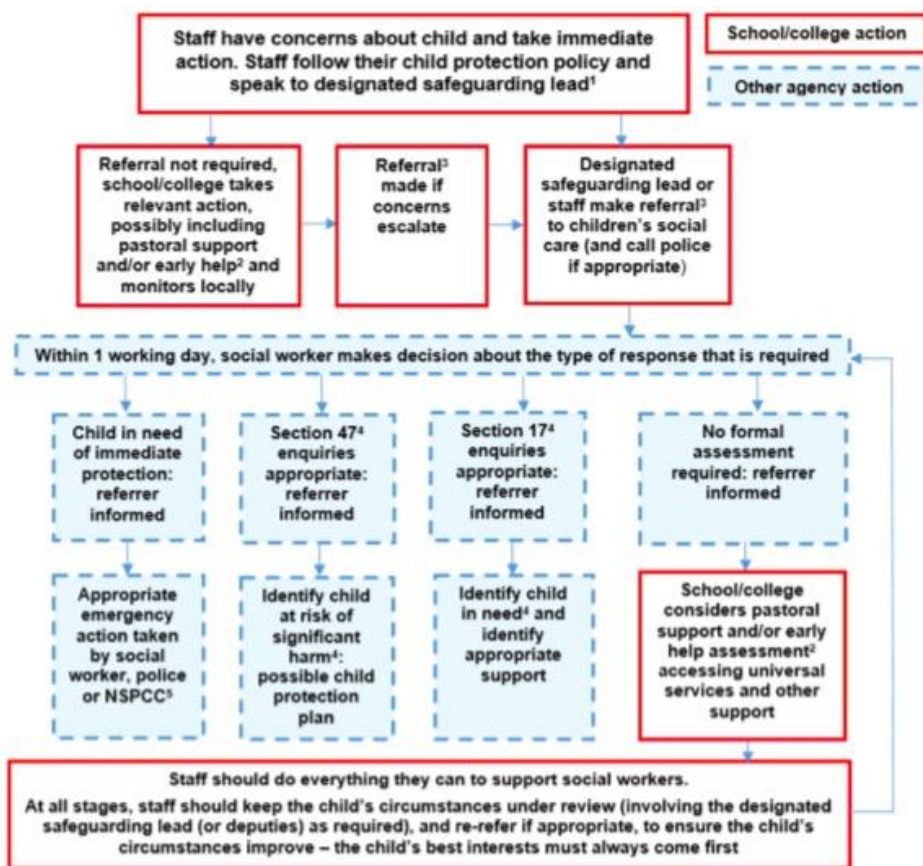 Staff have concerns about child and take immediate
action. Staff follow their child protection policy and
speak to designated safeguarding lead¹
School/college action
Other agency action
Referral not required,
school/college takes
relevant action,
possibly including
pastoral support
and/or early help² and
monitors locally
Referral³
made if
concerns
escalate
Designated
safeguarding lead or
staff make referral³
to children's social
care (and call police
if appropriate)
Within 1 working day, social worker makes decision about the type of response that is required
Child in need
of immediate
protection:
referrer
informed
Section 47⁴
enquiries
appropriate:
referrer
informed
Section 17⁴
enquiries
appropriate:
referrer
informed
No formal
assessment
required: referrer
informed
Appropriate
emergency
action taken
by social
worker, police
or NSPCC⁵
Identify child
at risk of
significant
harm⁴:
possible child
protection
plan
Identify child
in need⁴ and
identify
appropriate
support
School/college
considers pastoral
support and/or early
help assessment²
accessing universal
services and other
support
Staff should do everything they can to support social workers.
At all stages, staff should keep the child's circumstances under review (involving the designated
safeguarding lead (or deputies) as required), and re-refer if appropriate, to ensure the child's
circumstances improve – the child's best interests must always come first